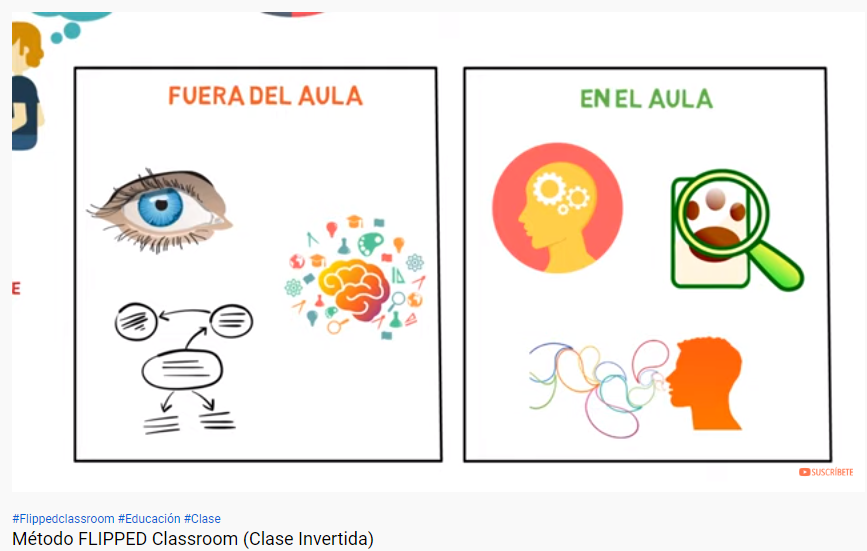 FUERA DEL AULA
EN EL AULA
E
SUSCRÍBETE
#Flippedclassroom #Educación #Clase
Método FLIPPED Classroom (Clase Invertida)